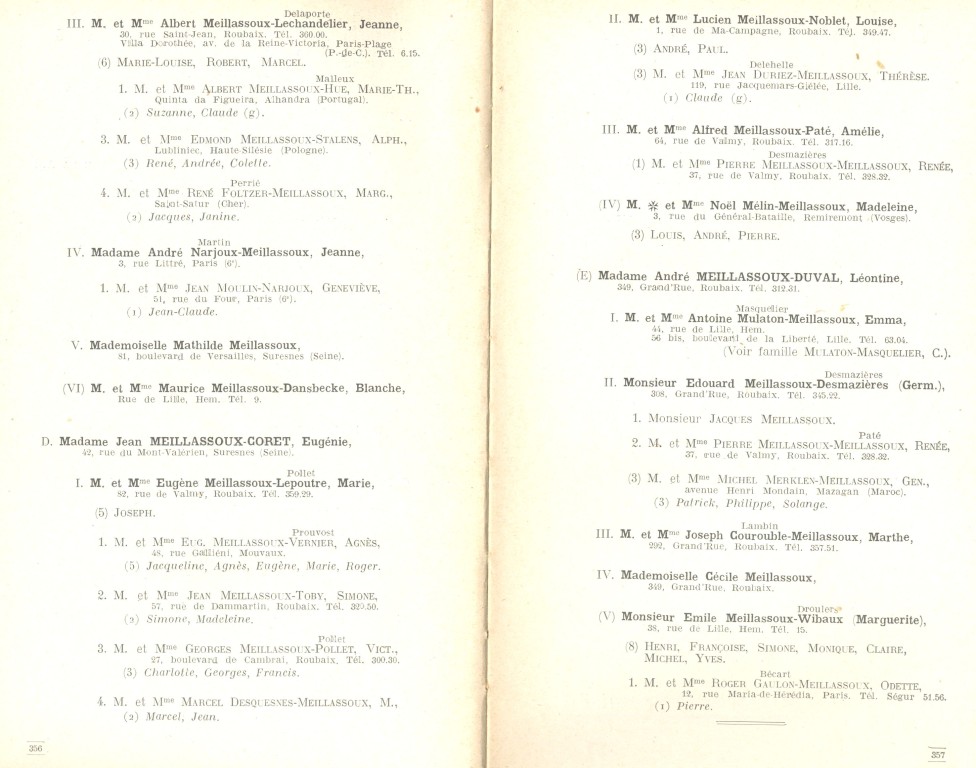 Delaporte
III. M. et Mme Albert Meillassoux-Lechandelier, Jeanne,
30, rue Saint-Jean, Roubaix. Tél. 360.00.
Villa Dorothée, av. de la Reine-Victoria, Paris-Plage
(P.-de-C.). Tél. 6.15.
(6) MARIE-LOUISE, ROBERT, MARCEL.
Malleux
1. M. et Mme ALBERT MEILLASSOUX-HUE, MARIE-TH.,
Quinta da Figueira, Alhandra (Portugal).
(2) Suzanne, Claude (g).
3. M. et Mme EDMOND MEILLASSOUX-STALENS, ALPH.,
Lubliniec, Haute-Silésie (Pologne).
(3) René, Andrée, Colette.
Perrié
4. M. et Mme RENÉ FOLTZER-MEILLASSOUX, MARG.,
Saint-Satur (Cher).
(2) Jacques, Janine.
Martin
IV. Madame André Narjoux-Meillassoux, Jeanne,
3, rue Littré, Paris (6e).
1. M. et Mme JEAN MOULIN-NARJOUX, GENEVIÈVE,
51, rue du Four, Paris (6e).
(1) Jean-Claude.
V. Mademoiselle Mathilde Meillassoux,
81, boulevard de Versailles, Suresnes (Seine).
(VI) M. et Mme Maurice Meillassoux-Dansbecke, Blanche,
Rue de Lille, Hem. Tél. 9.
D. Madame Jean MEILLASSOUX-CORET, Eugénie,
42, rue du Mont-Valérien, Suresnes (Seine).
Pollet
I. M. et Mme Eugène Meillassoux-Lepoutre, Marie,
82, rue de Valmy, Roubaix. Tél. 359.29.
(5) JOSEPH.
Prouvost
1. M. et Mme EUG. MEILLASSOUX-VERNIER, AGNÈS,
48, rue Galliéni, Mouvaux.
(5) Jacqueline, Agnès, Eugène, Marie, Roger.
2. M. et Mme JEAN MEILLASSOUX-TOBY, SIMONE,
57, rue de Dammartin, Roubaix. Tél. 329.50.
(2) Simone, Madeleine.
Pollet
3. M. et Mme GEORGES MEILLASSOUX-POLLET, VICT.,
27, boulevard de Cambrai, Roubaix. Tél. 300.30.
(3) Charlotte, Georges, Francis.
4. M. et Mme MARCEL DESQUESNES-MEILLASSOUX, M.,
(2) Marcel, Jean.
356
II. M. et Mme Lucien Meillassoux-Noblet, Louise,
1, rue de Ma-Campagne, Roubaix. Tél. 349.47.
(3) ANDRÉ, PAUL.
Delehelle
(3) M. et Mme JEAN DURIEZ-MEILLASSOUX, THÉRÈSE.
119, rue Jacquemars-Giélée, Lille.
(1) Claude (g).
III. M. et Mme Alfred Meillassoux-Paté, Amélie,
64, rue de Valmy, Roubaix. Tél. 317.16.
Desmazières
(1) M. et Mme PIERRE MEILLASSOUX-MEILLASSOUX, RENÉE,
37, rue de Valmy, Roubaix. Tél. 328.32.
(IV) M. ✻ et Mme Noël Mélin-Meillassoux, Madeleine,
3, rue du Général-Bataille, Remiremont (Vosges).
(3) LOUIS, ANDRÉ, PIERRE.
(E) Madame André MEILLASSOUX-DUVAL, Léontine,
349, Grand'Rue, Roubaix. Tél. 312.31.
Masquelier
I. M. et Mme Antoine Mulaton-Meillassoux, Emma,
44, rue de Lille, Hem.
56 bis, boulevard de la Liberté, Lille. Tél. 63.04.
(Voir famille MULATON-MASQUELIER, C.).
Desmazières
II. Monsieur Edouard Meillassoux-Desmazières (Germ.),
308, Grand'Rue, Roubaix. Tél. 345.22.
1. Monsieur JACQUES MEILLASSOUX.
Paté
2. M. et Mme PIERRE MEILLASSOUX-MEILLASSOUX, RENÉE,
37, rue de Valmy, Roubaix. Tél. 328.32.
(3) M. et Mme MICHEL MERKLEN-MEILLASSOUX, GEN.,
avenue Henri Mondain, Mazagan (Maroc).
(3) Patrick, Philippe, Solange.
Lambin
III. M. et Mme Joseph Courouble-Meillassoux, Marthe,
292, Grand'Rue, Roubaix. Tél. 357.51.
IV. Mademoiselle Cécile Meillassoux,
349, Grand'Rue, Roubaix.
Droulers
(V) Monsieur Emile Meillassoux-Wibaux (Marguerite),
38, rue de Lille, Hem. Tél. 15.
(8) HENRI, FRANÇOISE, SIMONE, MONIQUE, CLAIRE,
MICHEL, YVES.
Bécart
1. M. et Mme ROGER GAULON-MEILLASSOUX, ODETTE,
12, rue Maria-de-Hérédia, Paris. Tél. Ségur 51.56.
(1) Pierre.
357